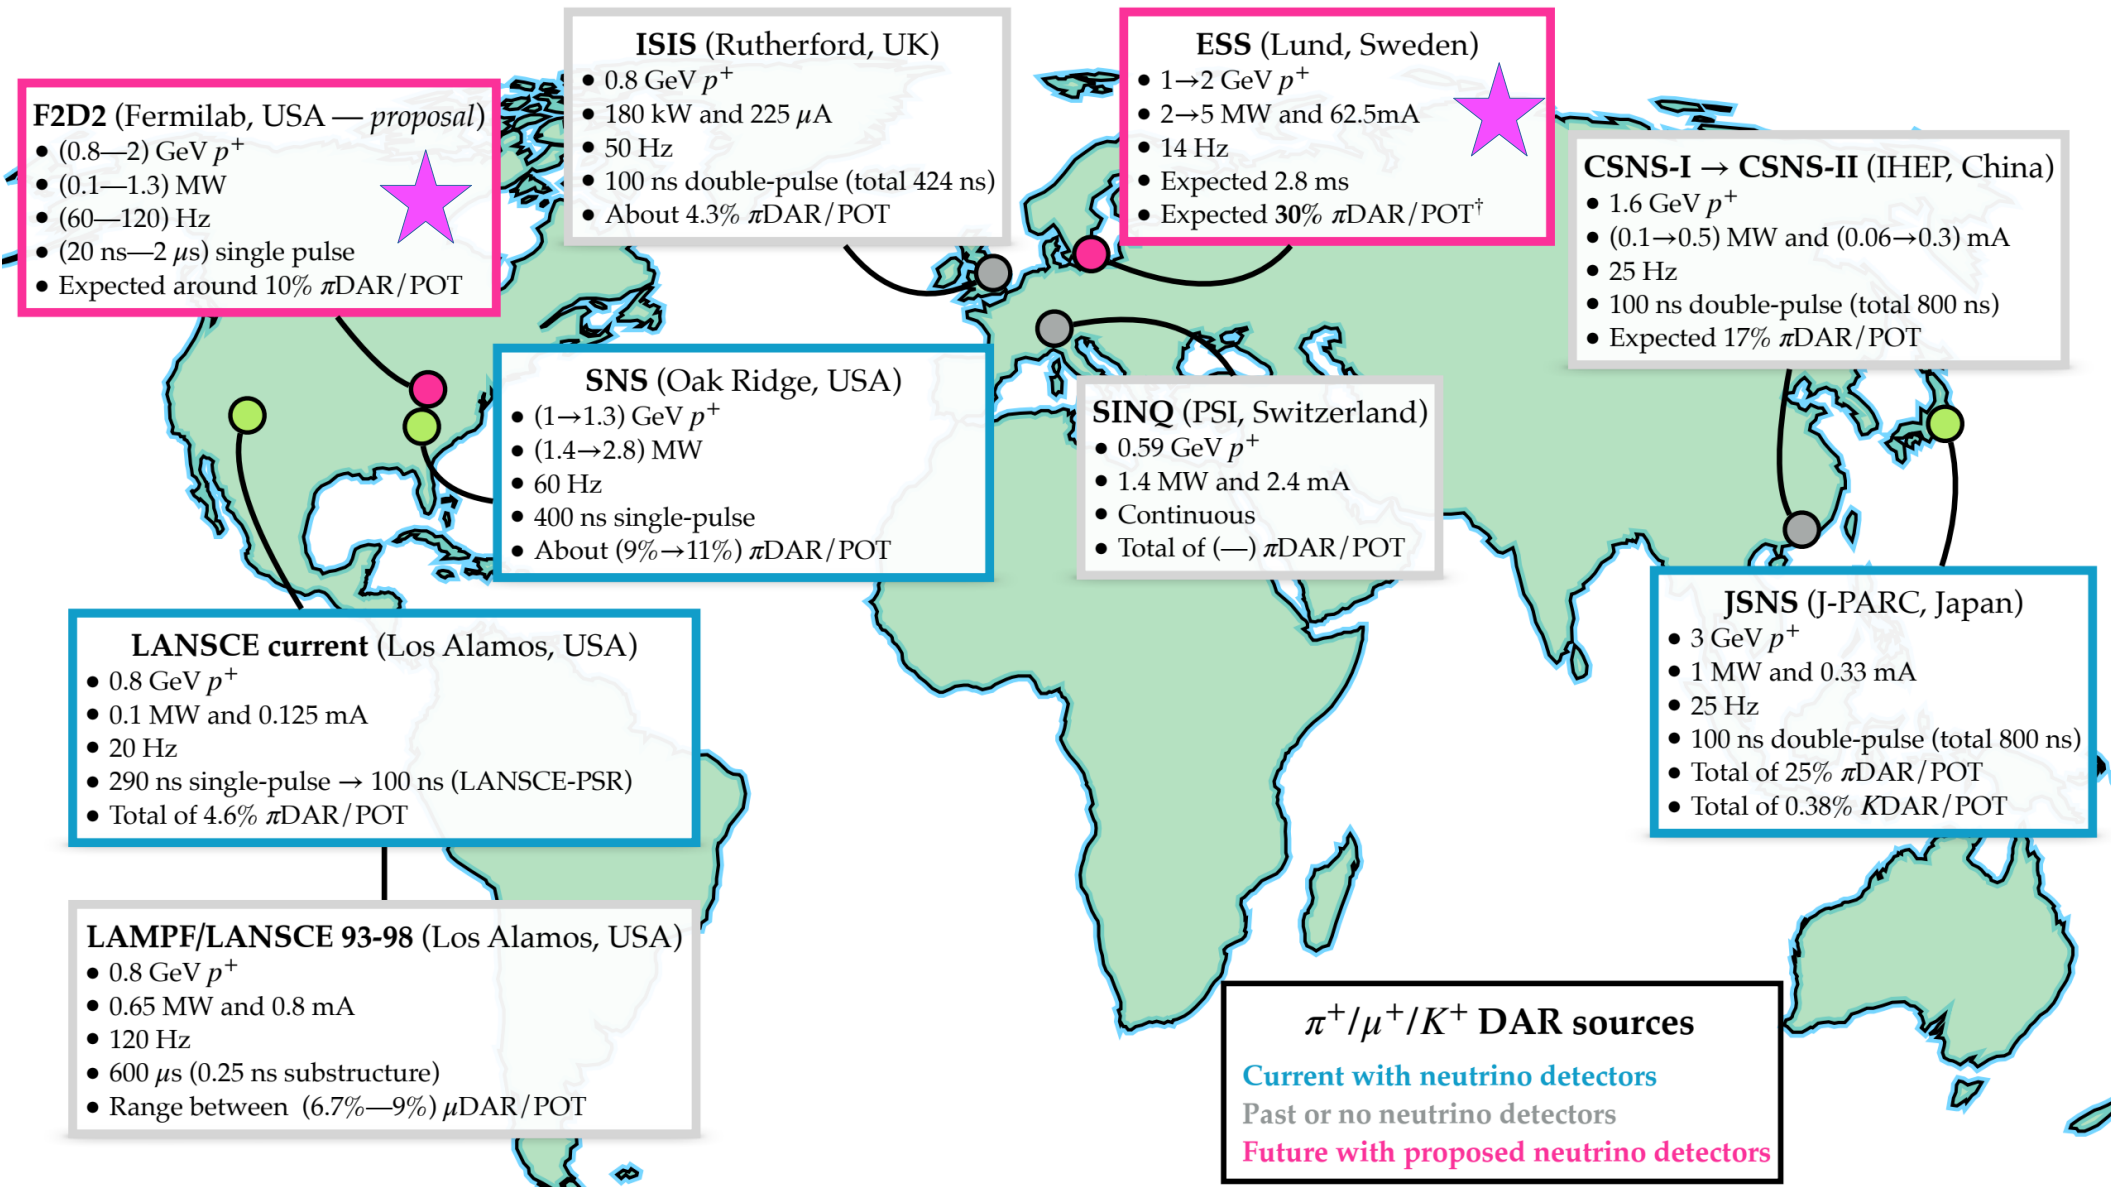 F2D2 (Fermilab, USA — proposal)
• (0.8—2) GeV p⁺
• (0.1—1.3) MW
• (60—120) Hz
• (20 ns—2 μs) single pulse
• Expected around 10% πDAR/POT
ISIS (Rutherford, UK)
• 0.8 GeV p⁺
• 180 kW and 225 μA
• 50 Hz
• 100 ns double-pulse (total 424 ns)
• About 4.3% πDAR/POT
ESS (Lund, Sweden)
• 1→2 GeV p⁺
• 2→5 MW and 62.5mA
• 14 Hz
• Expected 2.8 ms
• Expected 30% πDAR/POT†
CSNS-I → CSNS-II (IHEP, China)
• 1.6 GeV p⁺
• (0.1→0.5) MW and (0.06→0.3) mA
• 25 Hz
• 100 ns double-pulse (total 800 ns)
• Expected 17% πDAR/POT
SNS (Oak Ridge, USA)
• (1→1.3) GeV p⁺
• (1.4→2.8) MW
• 60 Hz
• 400 ns single-pulse
• About (9%→11%) πDAR/POT
SINQ (PSI, Switzerland)
• 0.59 GeV p⁺
• 1.4 MW and 2.4 mA
• Continuous
• Total of (—) πDAR/POT
LANSCE current (Los Alamos, USA)
• 0.8 GeV p⁺
• 0.1 MW and 0.125 mA
• 20 Hz
• 290 ns single-pulse → 100 ns (LANSCE-PSR)
• Total of 4.6% πDAR/POT
JSNS (J-PARC, Japan)
• 3 GeV p⁺
• 1 MW and 0.33 mA
• 25 Hz
• 100 ns double-pulse (total 800 ns)
• Total of 25% πDAR/POT
• Total of 0.38% KDAR/POT
LAMPF/LANSCE 93-98 (Los Alamos, USA)
• 0.8 GeV p⁺
• 0.65 MW and 0.8 mA
• 120 Hz
• 600 μs (0.25 ns substructure)
• Range between (6.7%—9%) μDAR/POT
π⁺/μ⁺/K⁺ DAR sources
Current with neutrino detectors
Past or no neutrino detectors
Future with proposed neutrino detectors